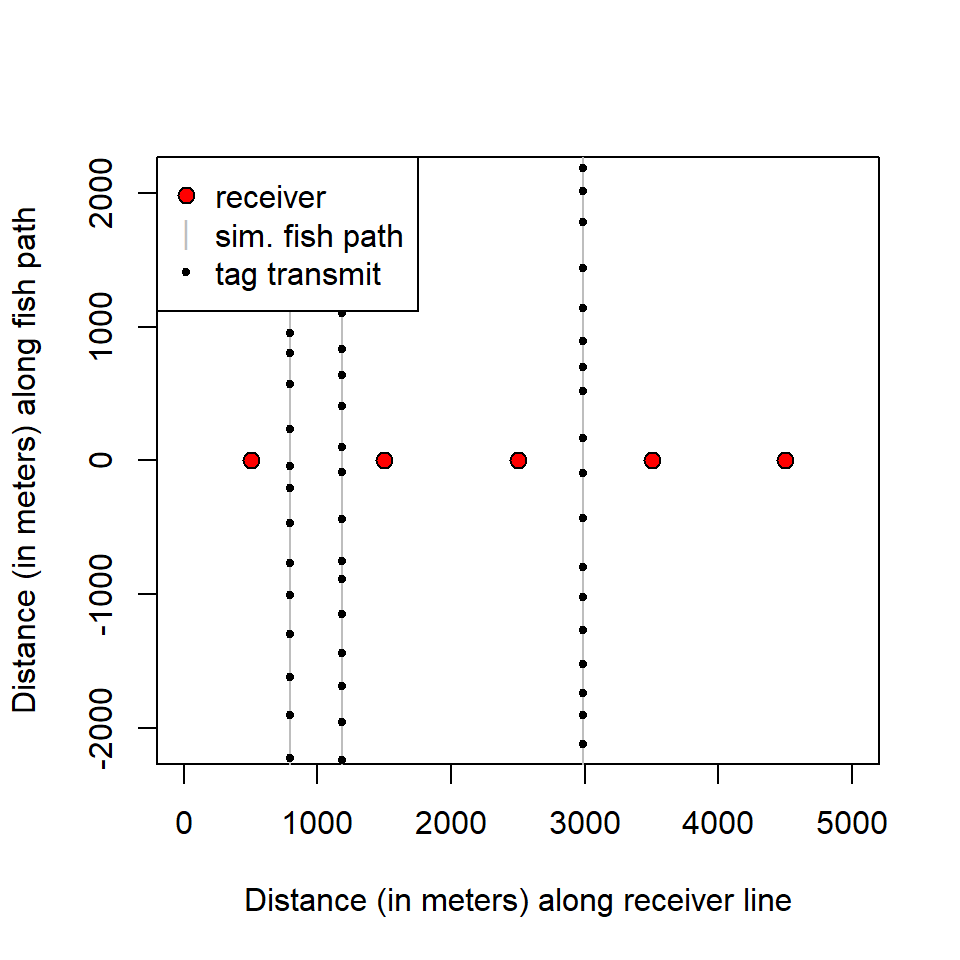 receiver
sim. fish path
tag transmit
Distance (in meters) along fish path
2000
1000
0
-1000
-2000
0 1000 2000 3000 4000 5000
Distance (in meters) along receiver line